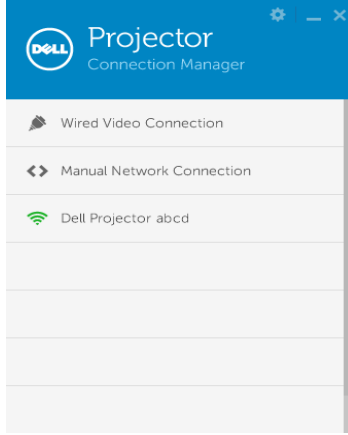 DELL
Projector
Connection Manager
Wired Video Connection
Manual Network Connection
Dell Projector abcd